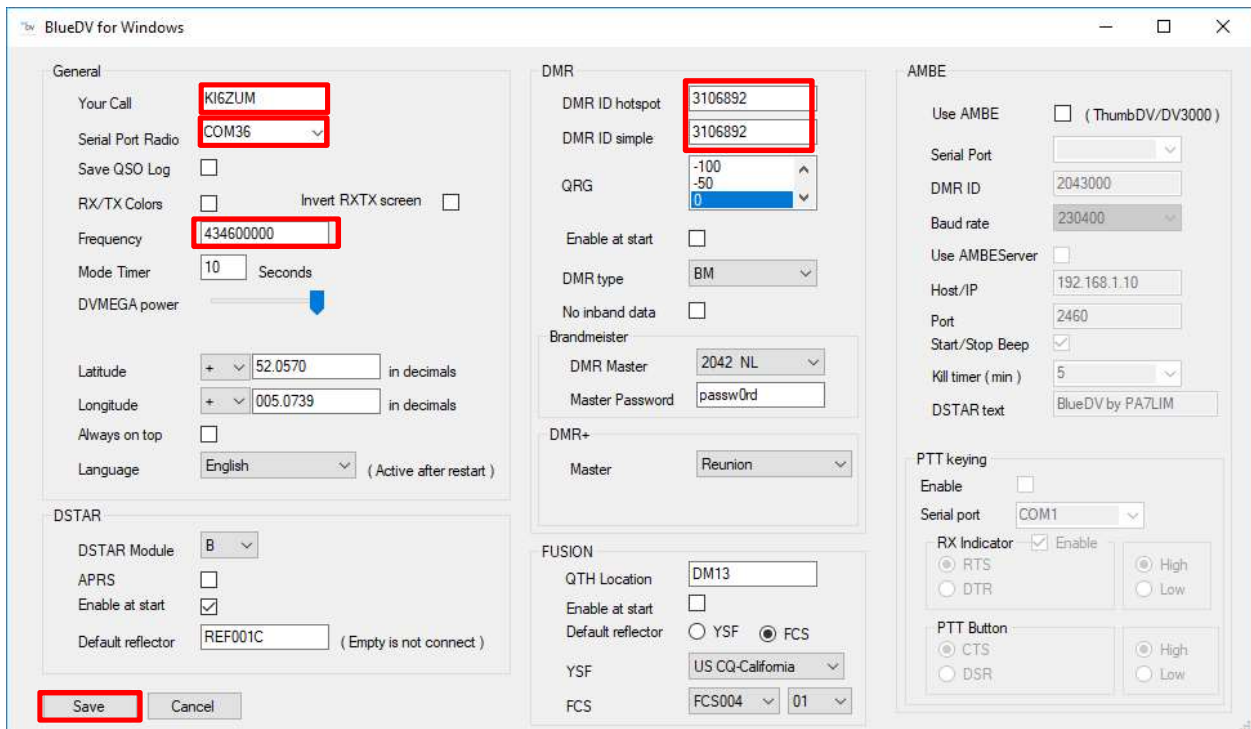 BlueDV for Windows
General
Your Call KI6ZUM
Serial Port Radio COM36
Save QSO Log
RX/TX Colors Invert RXTX screen
Frequency 434600000
Mode Timer 10 Seconds
DVMEGA power
Latitude + 52.0570 in decimals
Longitude + 005.0739 in decimals
Always on top
Language English ( Active after restart )
DSTAR
DSTAR Module B
APRS
Enable at start
Default reflector REF001C ( Empty is not connect )
Save Cancel
DMR
DMR ID hotspot 3106892
DMR ID simple 3106892
QRG -100
-50
0
Enable at start
DMR type BM
No inband data
Brandmeister
DMR Master 2042 NL
Master Password passw0rd
DMR+
Master Reunion
FUSION
QTH Location DM13
Enable at start
Default reflector YSF FCS
YSF US CQ-California
FCS FCS004 01
AMBE
Use AMBE ( ThumbDV/DV3000 )
Serial Port
DMR ID 2043000
Baud rate 230400
Use AMBEServer
Host/IP 192.168.1.10
Port 2460
Start/Stop Beep
Kill timer ( min ) 5
DSTAR text BlueDV by PA7LIM
PTT keying
Enable
Serial port COM1
RX Indicator Enable
RTS High
DTR Low
PTT Button
CTS High
DSR Low